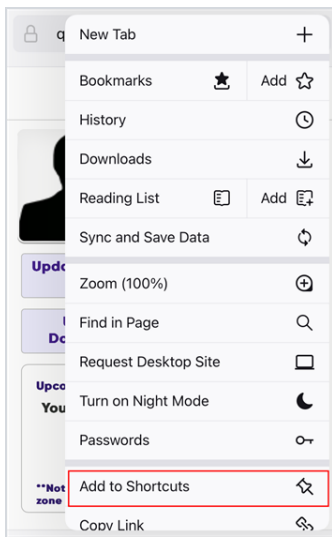 q
New Tab
Bookmarks Add
History
Downloads
Reading List Add
Sync and Save Data
Upd
Zoom (100%)
Find in Page
Do
Request Desktop Site
Upco
Turn on Night Mode
You
Passwords
Add to Shortcuts
**Not
zone
Copy Link